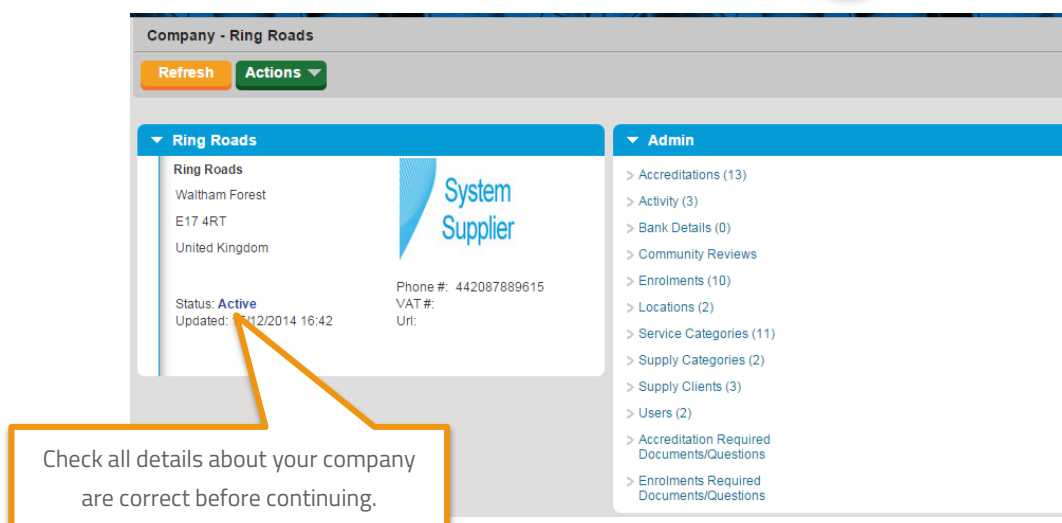 Company - Ring Roads
Refresh
Actions
Ring Roads
Ring Roads
Waltham Forest
E17 4RT
United Kingdom
System
Supplier
Phone #: 442087889615
Status: Active
VAT #:
Updated: /12/2014 16:42
Url:
Admin
Accreditations (13)
Activity (3)
Bank Details (0)
Community Reviews
Enrolments (10)
Locations (2)
Service Categories (11)
Supply Categories (2)
Supply Clients (3)
Users (2)
Accreditation Required
Documents/Questions
Enrolments Required
Documents/Questions
Check all details about your company
are correct before continuing.